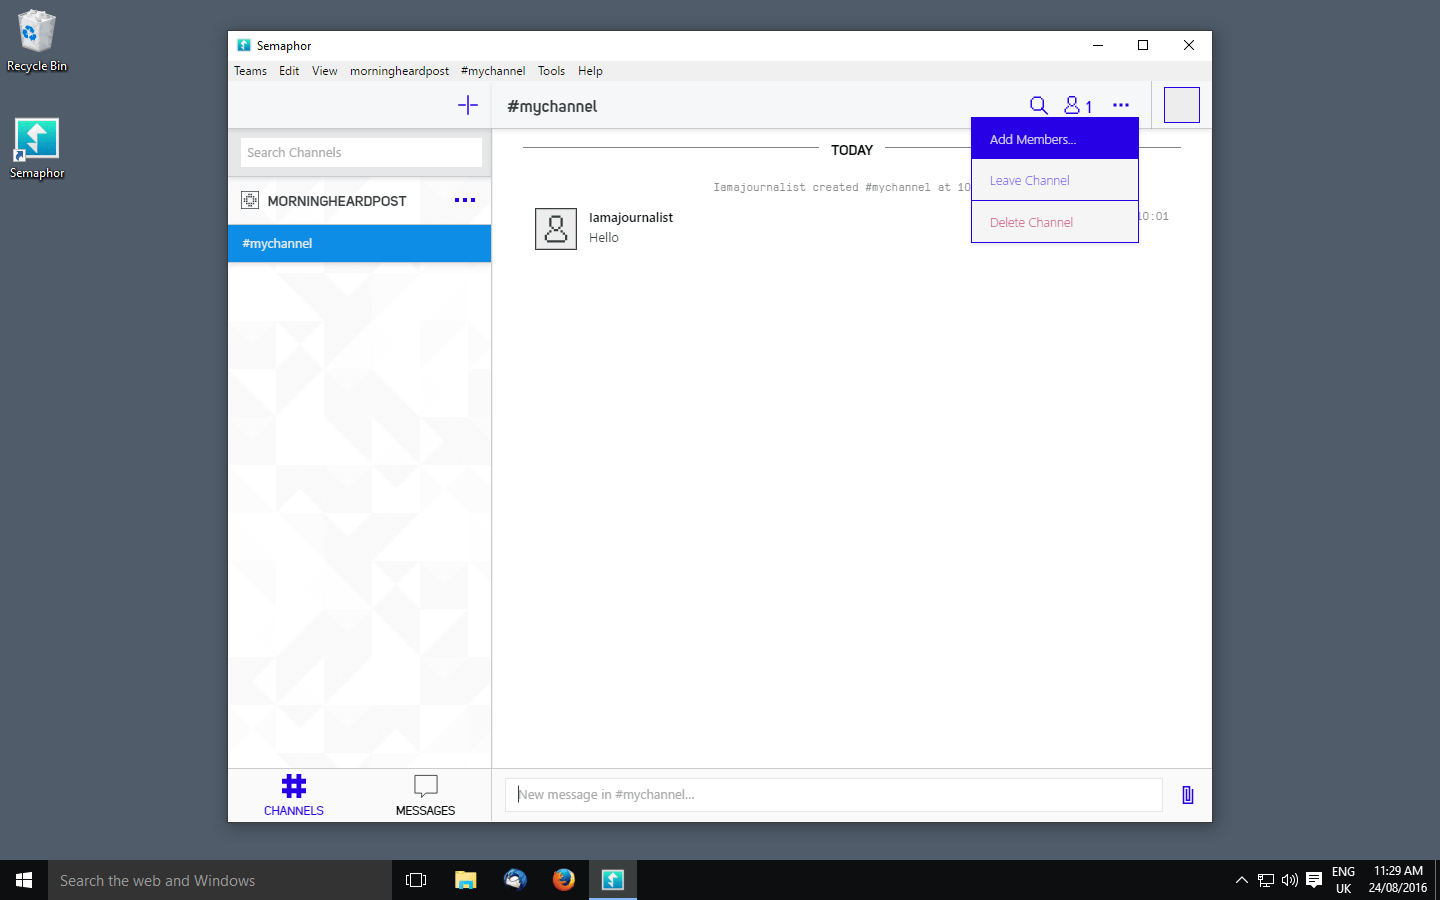 Recycle Bin
Semaphor
Semaphor
Teams Edit View morningheardpost #mychannel Tools Help
#mychannel
1
Search Channels
MORNINGHEARDPOST
#mychannel
Add Members...
Leave Channel
Delete Channel
TODAY
Iamajournalist created #mychannel at 10
Iamajournalist
10:01
Hello
CHANNELS
MESSAGES
New message in #mychannel...
Search the web and Windows
ENG
UK
11:29 AM
24/08/2016